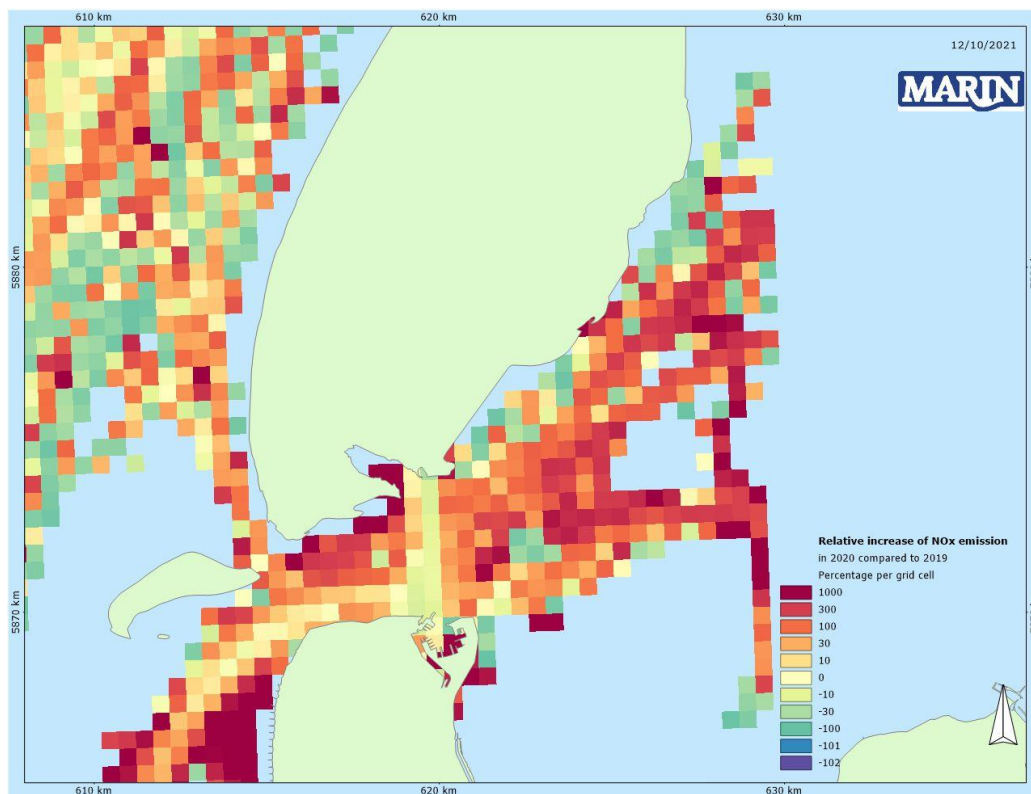 610 km
620 km
630 km
12/10/2021
MARIN
5880 km
5870 km
Relative increase of NOx emission
in 2020 compared to 2019
Percentage per grid cell
1000
300
100
30
10
0
-10
-30
-100
-101
-102
610 km
620 km
630 km